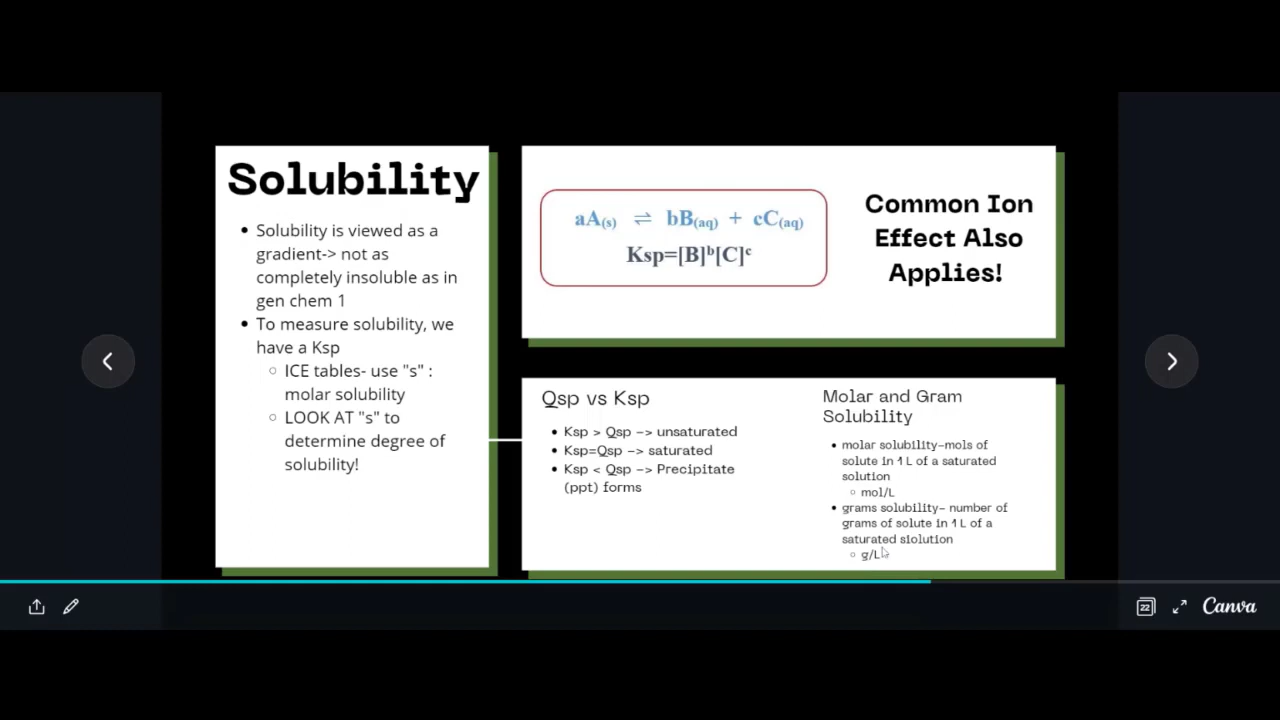 Solubility
• Solubility is viewed as a
gradient-> not as
completely insoluble as in
gen chem 1
• To measure solubility, we
have a Ksp
○ ICE tables- use "s" :
molar solubility
○ LOOK AT "s" to
determine degree of
solubility!
aA(s) ⇌ bB(aq) + cC(aq)
Ksp=[B]ᵇ[C]ᶜ
Common Ion
Effect Also
Applies!
Qsp vs Ksp
• Ksp > Qsp -> unsaturated
• Ksp=Qsp -> saturated
• Ksp < Qsp -> Precipitate
(ppt) forms
Molar and Gram
Solubility
• molar solubility-mols of
solute in 1 L of a saturated
solution
○ mol/L
• grams solubility- number of
grams of solute in 1 L of a
saturated siolution
○ g/L
22
Canva